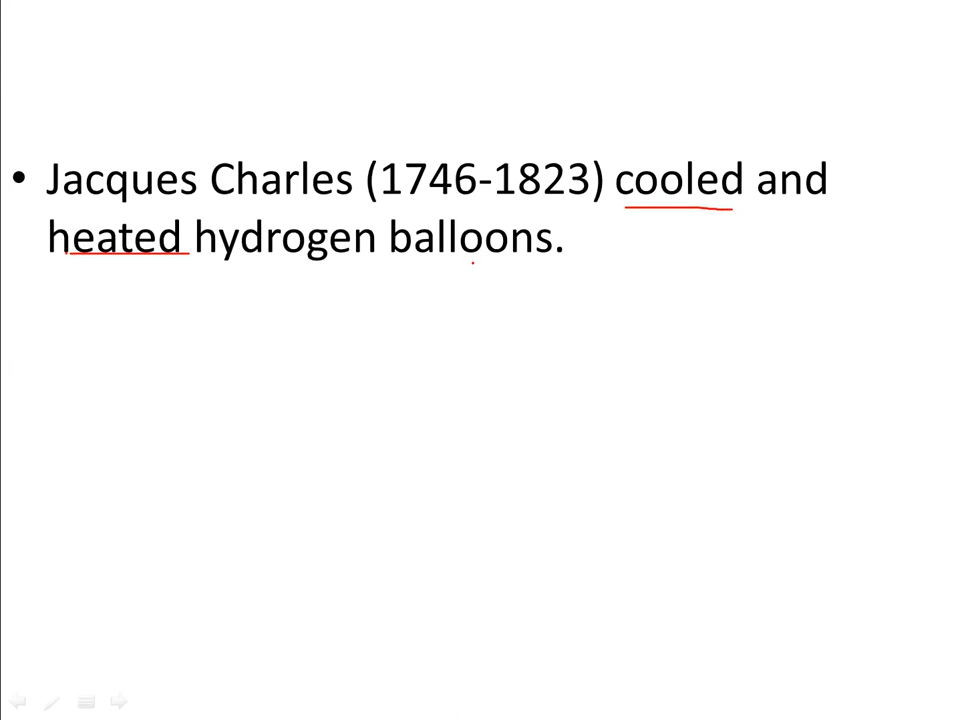 • Jacques Charles (1746-1823) cooled and
heated hydrogen balloons.